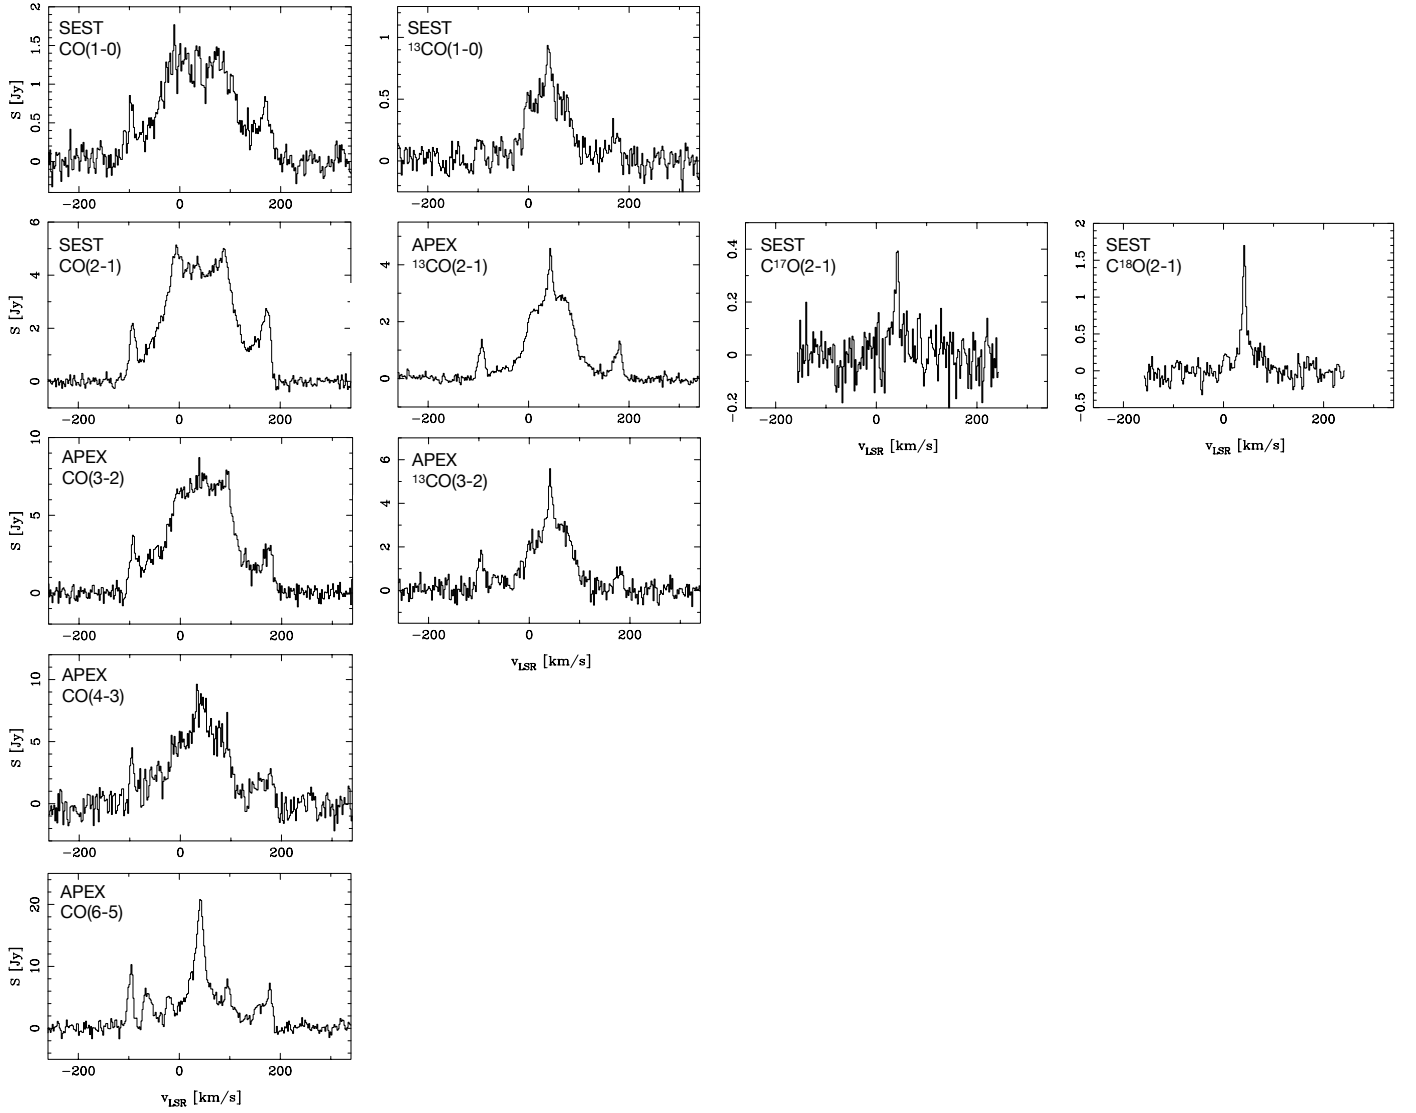 SEST
CO(1-0)
S [Jy]
2
1.5
1
0.5
0
−200
0
200
SEST
¹³CO(1-0)
1
0.5
0
−200
0
200
SEST
CO(2-1)
S [Jy]
6
4
2
0
−200
0
200
APEX
¹³CO(2-1)
4
2
0
−200
0
200
SEST
C¹⁷O(2-1)
0.4
0.2
0
−0.2
−200
0
200
v_LSR [km/s]
SEST
C¹⁸O(2-1)
2
1.5
1
0.5
0
−0.5
−200
0
200
v_LSR [km/s]
APEX
CO(3-2)
S [Jy]
10
5
0
−200
0
200
APEX
¹³CO(3-2)
6
4
2
0
−200
0
200
v_LSR [km/s]
APEX
CO(4-3)
S [Jy]
10
5
0
−200
0
200
APEX
CO(6-5)
S [Jy]
20
10
0
−200
0
200
v_LSR [km/s]